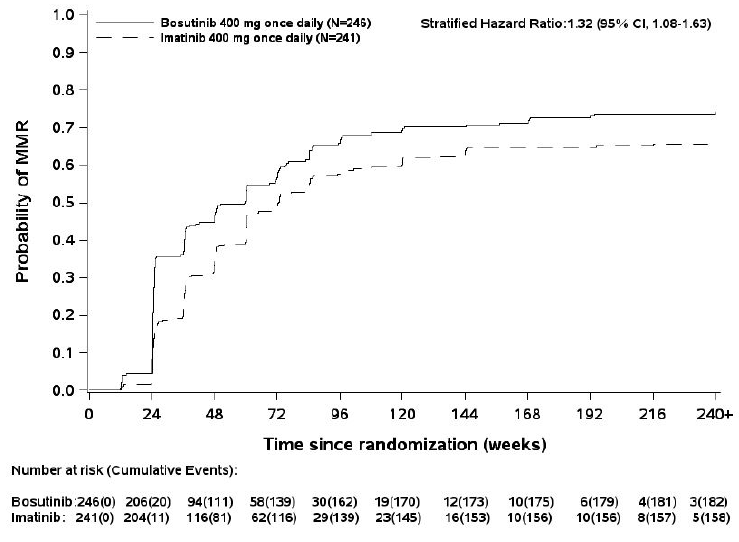 Bosutinib 400 mg once daily (N=246)
Imatinib 400 mg once daily (N=241)
Stratified Hazard Ratio:1.32 (95% CI, 1.08-1.63)
Probability of MMR
1.0
0.9
0.8
0.7
0.6
0.5
0.4
0.3
0.2
0.1
0.0
0 24 48 72 96 120 144 168 192 216 240+
Time since randomization (weeks)
Number at risk (Cumulative Events):
Bosutinib:246(0) 206(20) 94(111) 58(139) 30(162) 19(170) 12(173) 10(175) 6(179) 4(181) 3(182)
Imatinib: 241(0) 204(11) 116(81) 62(116) 29(139) 23(145) 16(153) 10(156) 10(156) 8(157) 5(158)